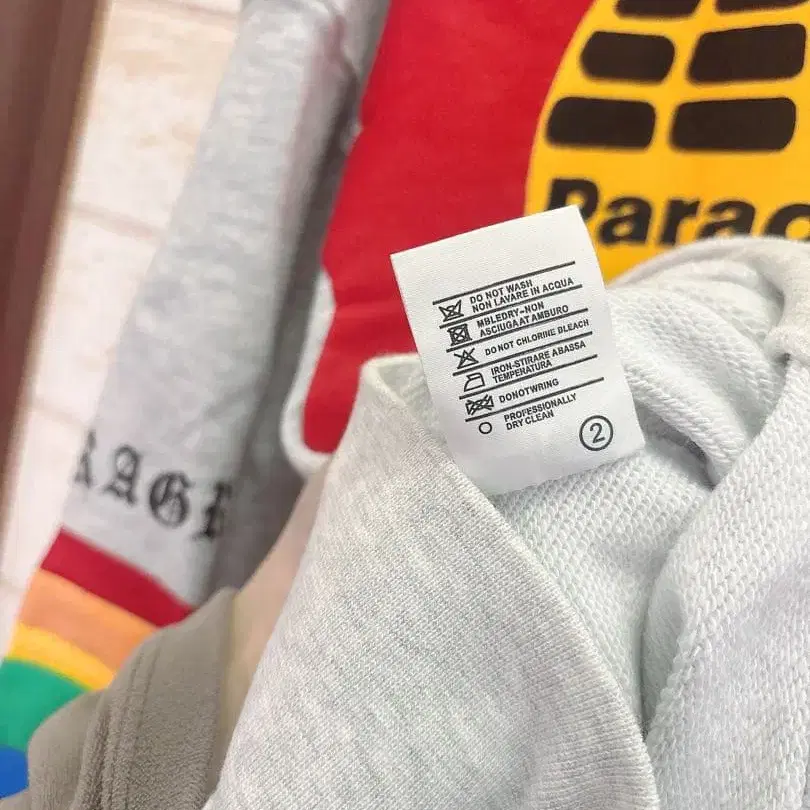 Parac
DO NOT WASH
NON LAVARE IN ACQUA
MBLEDRY-NON
ASCIUGAAT AMBURO
DO NOT CHLORINE BLEACH
IRON-STIRARE ABASSA
TEMPERATURA
DONOTWRING
PROFESSIONALLY
DRY CLEAN
2
RAGE